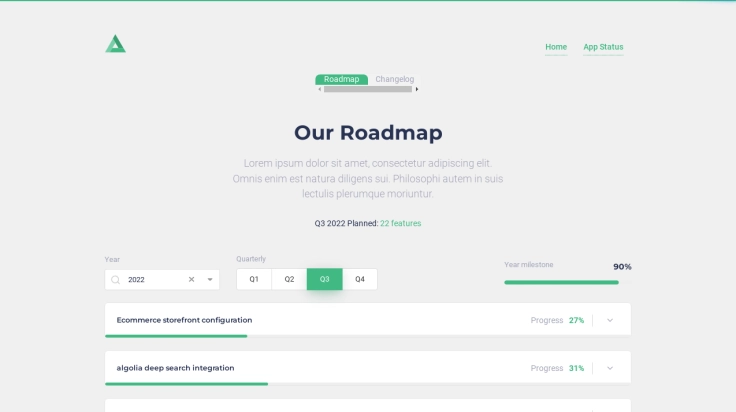 Home App Status
Roadmap Changelog
Our Roadmap
Lorem ipsum dolor sit amet, consectetur adipiscing elit.
Omnis enim est natura diligens sui. Philosophi autem in suis
lectulis plerumque moriuntur.
Q3 2022 Planned: 22 features
Year Quarterly Year milestone 90%
2022 Q1 Q2 Q3 Q4
Ecommerce storefront configuration Progress 27%
algolia deep search integration Progress 31%